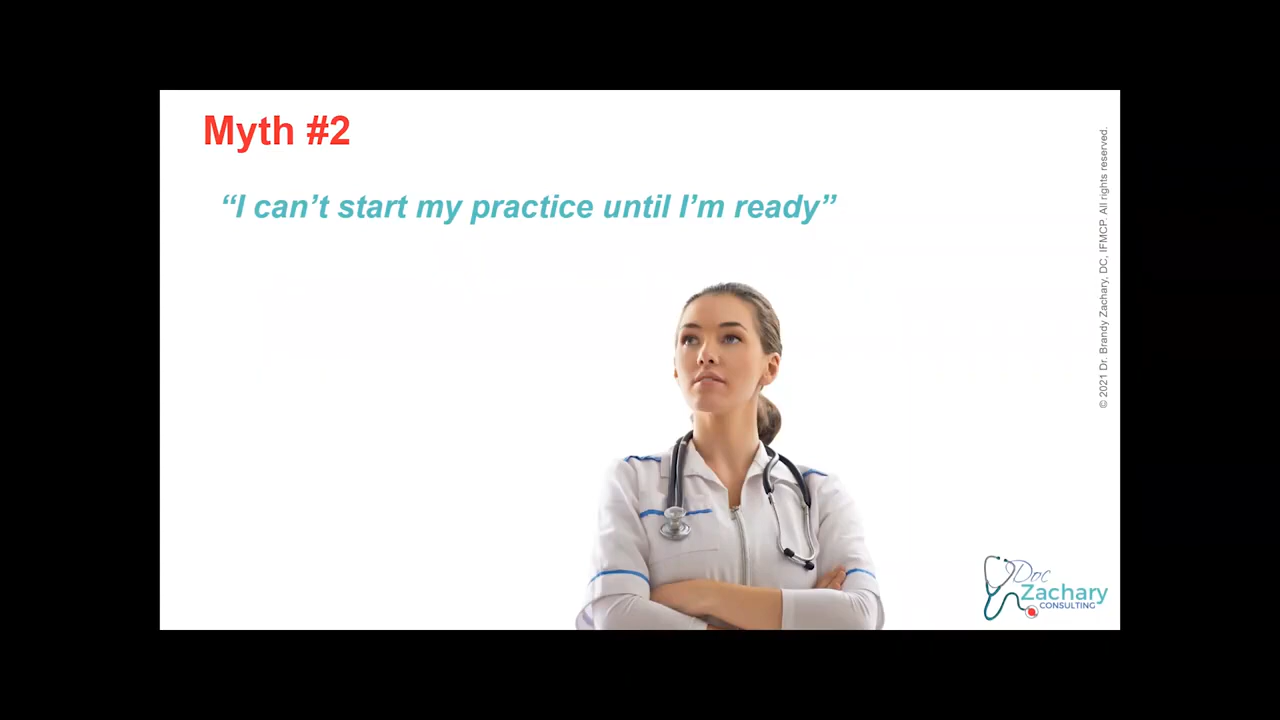 Myth #2
“I can’t start my practice until I’m ready”
© 2021 Dr. Brandy Zachary, DC, IFMCP. All rights reserved.
Doc
Zachary
CONSULTING